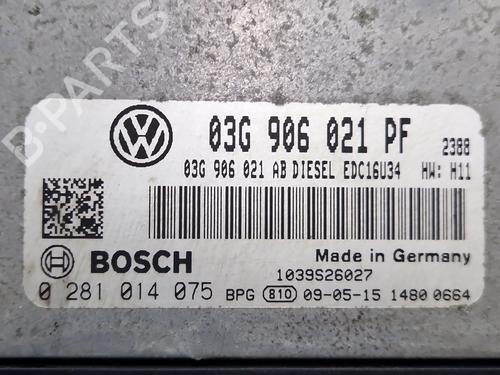 B-PARTS
03G 906 021 PF 2388
03G 906 021 AB DIESEL EDC16U34 HW: H11
BOSCH
Made in Germany
1039S26027
0 281 014 075 BPG 810 09-05-15 1480 0664